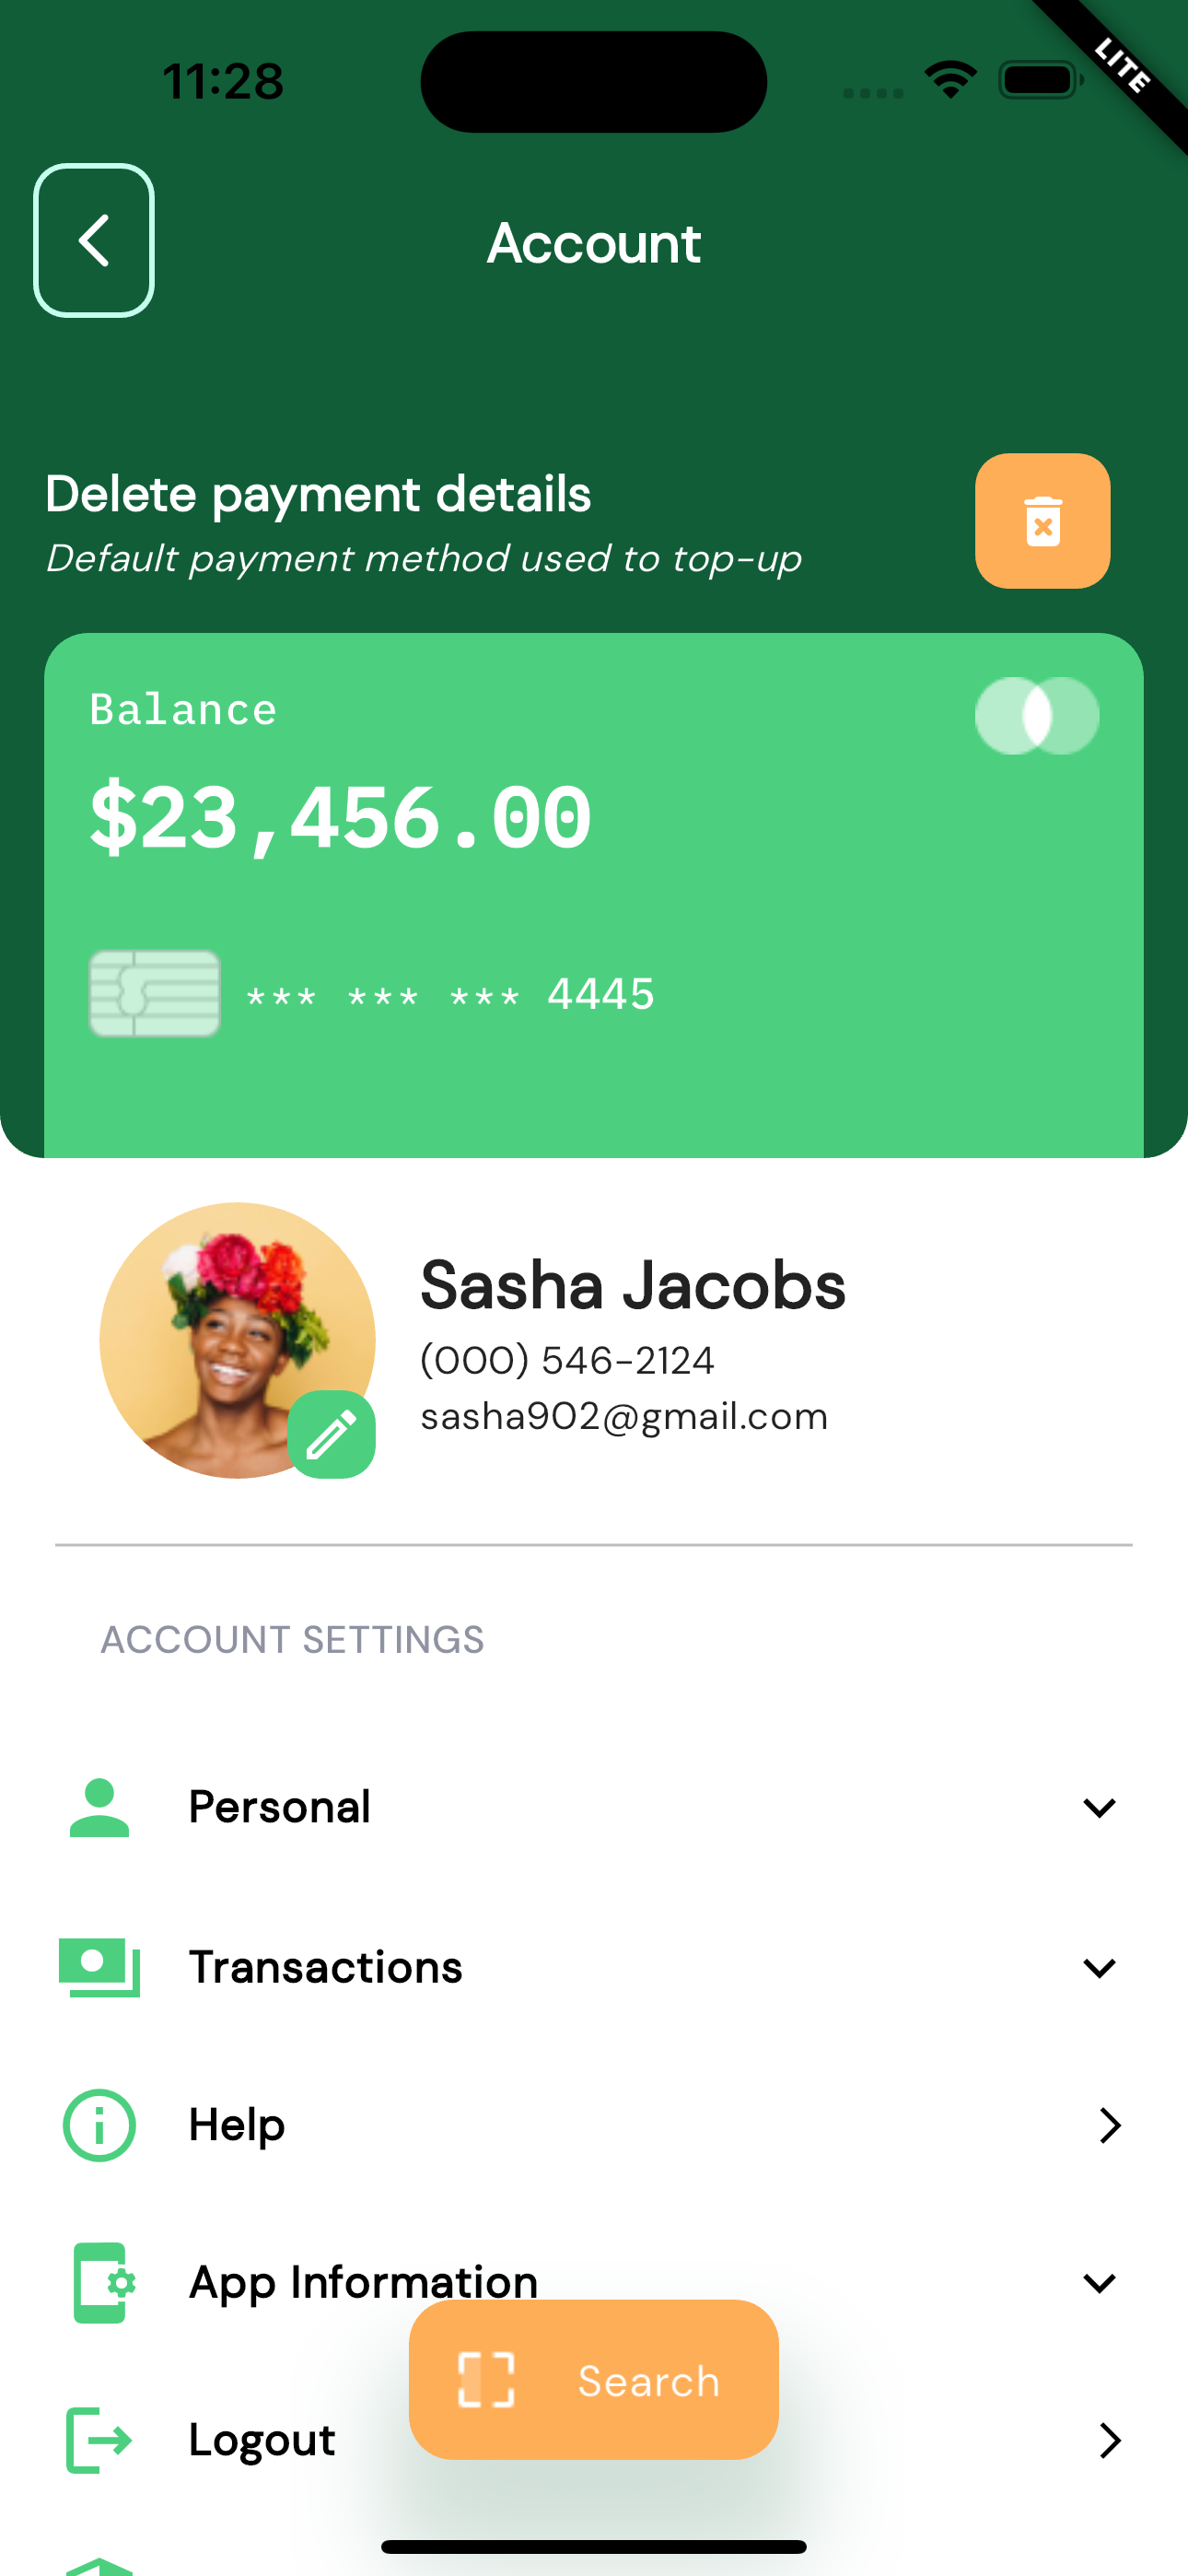 11:28
LITE
Account
Delete payment details
Default payment method used to top-up
Balance
$23,456.00
*** *** *** 4445
Sasha Jacobs
(000) 546-2124
sasha902@gmail.com
ACCOUNT SETTINGS
Personal
Transactions
Help
App Information
Search
Logout